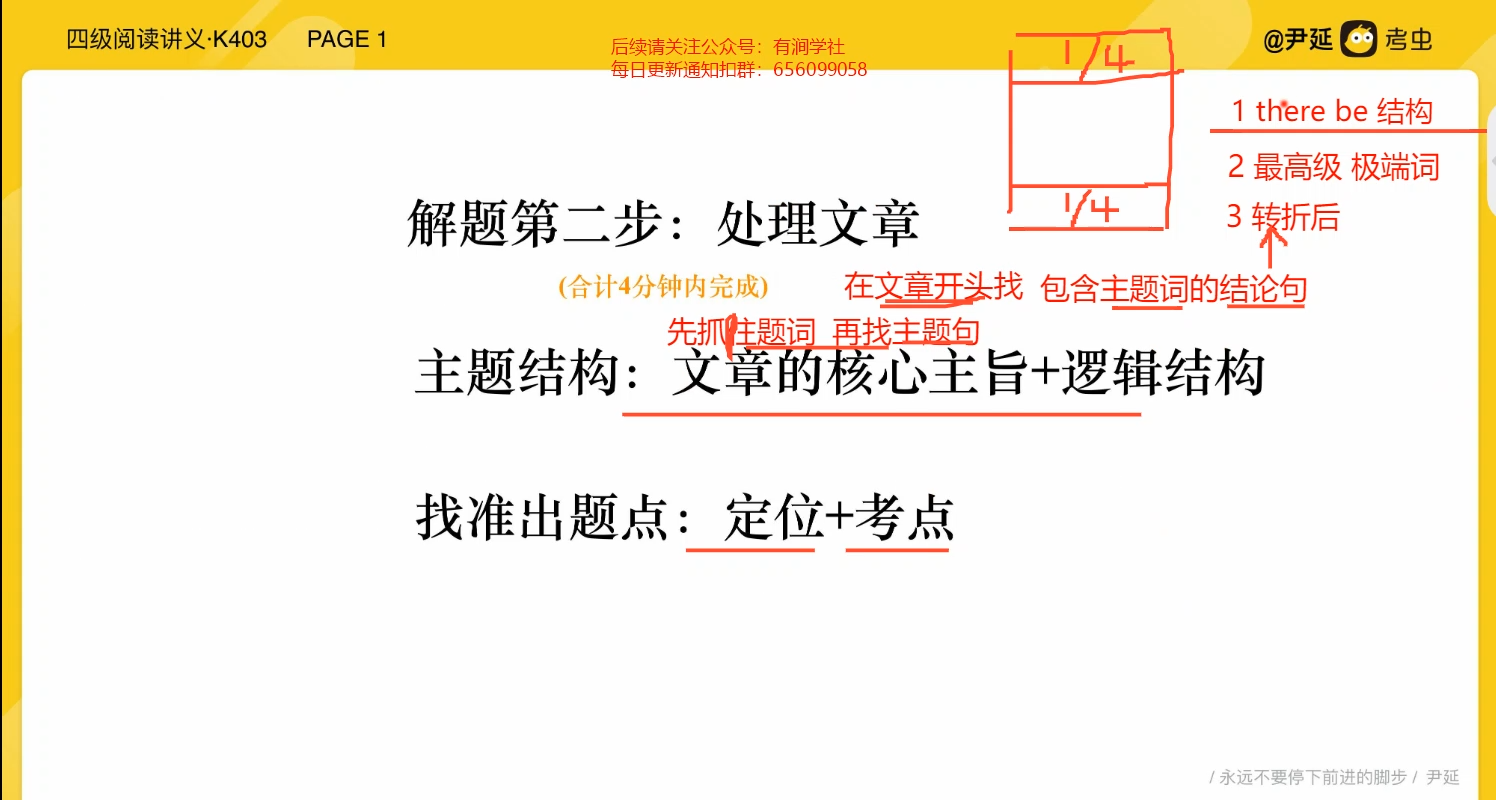 四级阅读讲义·K403 PAGE 1
后续请关注公众号：有涧学社
每日更新通知扣群：656099058
@尹延 考虫
1/4
1 there be 结构
2 最高级 极端词
3 转折后
1/4
解题第二步：处理文章
(合计4分钟内完成)
在文章开头找 包含主题词的结论句
先抓住主题词 再找主题句
主题结构：文章的核心主旨+逻辑结构
找准出题点：定位+考点
/ 永远不要停下前进的脚步 / 尹延